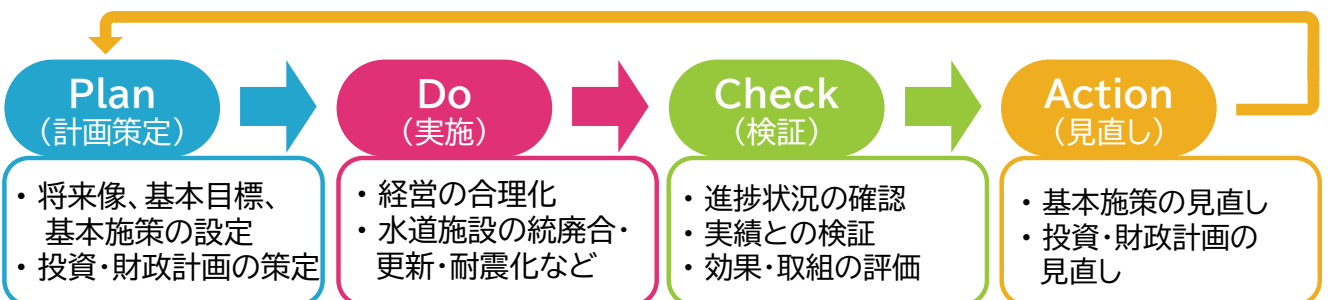 Plan
（計画策定）
・将来像、基本目標、
基本施策の設定
・投資・財政計画の策定
Do
（実施）
・経営の合理化
・水道施設の統廃合・
更新・耐震化など
Check
（検証）
・進捗状況の確認
・実績との検証
・効果・取組の評価
Action
（見直し）
・基本施策の見直し
・投資・財政計画の
見直し